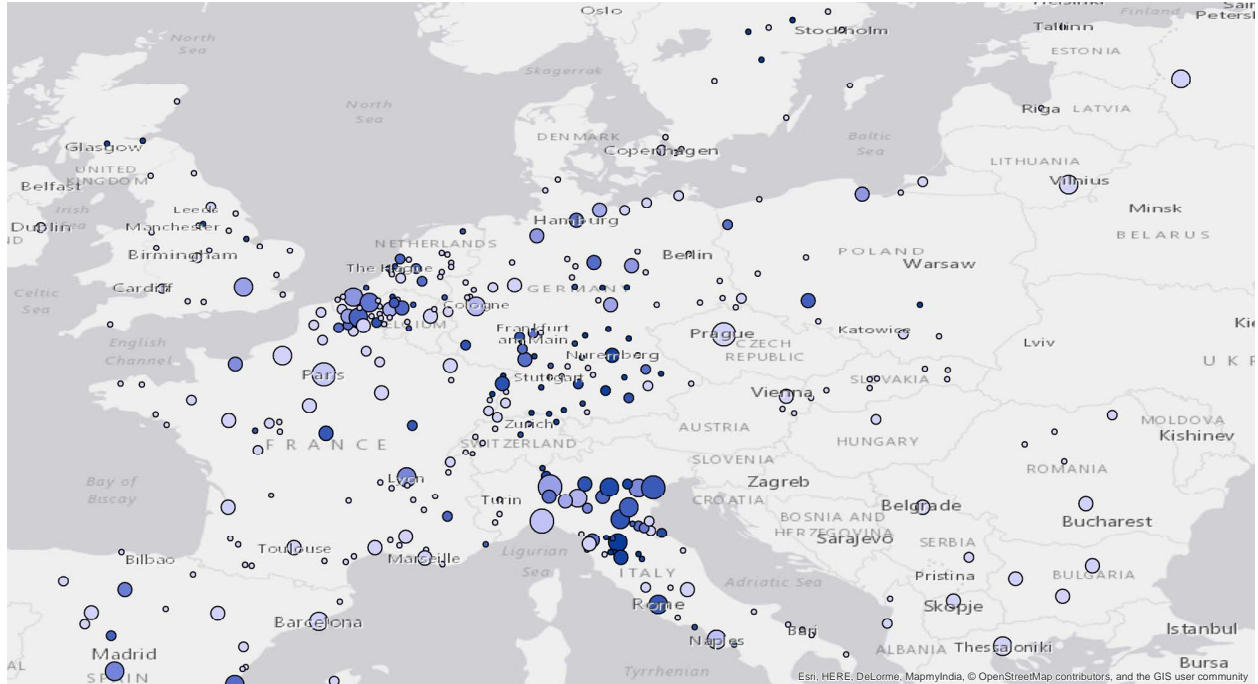 Oslo
Stockholm
Tallinn
Finland
ESTONIA
North
Sea
Skagerrak
North
Sea
Riga
LATVIA
Glasgow
DENMARK
Copenhagen
Baltic
Sea
LITHUANIA
UNITED
KINGDOM
Belfast
Vilnius
Irish
Sea
Leeds
Hamburg
Minsk
Dublin
Manchester
NETHERLANDS
BELARUS
Birmingham
The Hague
Berlin
POLAND
Warsaw
Cardiff
GERMANY
Celtic
Sea
Cologne
BELGIUM
Frankfurt
am Main
Prague
Katowice
English
Channel
Nuremberg
CZECH
REPUBLIC
Lviv
UKR
Paris
Stuttgart
SLOVAKIA
Vienna
Zurich
AUSTRIA
MOLDOVA
Kishinev
FRANCE
SWITZERLAND
HUNGARY
SLOVENIA
ROMANIA
Bay of
Biscay
Lyon
Turin
Zagreb
CROATIA
Belgrade
BOSNIA AND
HERZEGOVINA
Bucharest
Sarajevo
SERBIA
Toulouse
Bilbao
Marseille
Ligurian
Sea
ITALY
Adriatic Sea
Pristina
BULGARIA
Rome
Skopje
Barcelona
Naples
Bari
Istanbul
Madrid
ALBANIA
Thessaloniki
Bursa
SPAIN
Tyrrhenian
Esri, HERE, DeLorme, MapmyIndia, © OpenStreetMap contributors, and the GIS user community